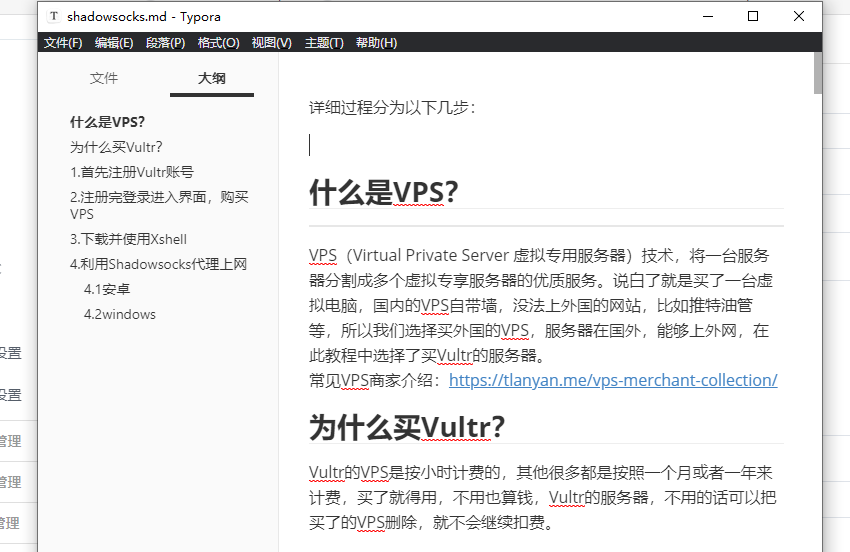 shadowsocks.md - Typora
文件(F) 编辑(E) 段落(P) 格式(O) 视图(V) 主题(T) 帮助(H)
文件 大纲
什么是VPS?
为什么买Vultr?
1.首先注册Vultr账号
2.注册完登录进入界面，购买
VPS
3.下载并使用Xshell
4.利用Shadowsocks代理上网
4.1安卓
4.2windows
设置
设置
管理
管理
管理
详细过程分为以下几步：
什么是VPS?
VPS（Virtual Private Server 虚拟专用服务器）技术，将一台服务
器分割成多个虚拟专享服务器的优质服务。说白了就是买了一台虚
拟电脑，国内的VPS自带墙，没法上外国的网站，比如推特油管
等，所以我们选择买外国的VPS，服务器在国外，能够上外网，在
此教程中选择了买Vultr的服务器。
常见VPS商家介绍：https://tlanyan.me/vps-merchant-collection/
为什么买Vultr?
Vultr的VPS是按小时计费的，其他很多都是按照一个月或者一年来
计费，买了就得用，不用也算钱，Vultr的服务器，不用的话可以把
买了的VPS删除，就不会继续扣费。